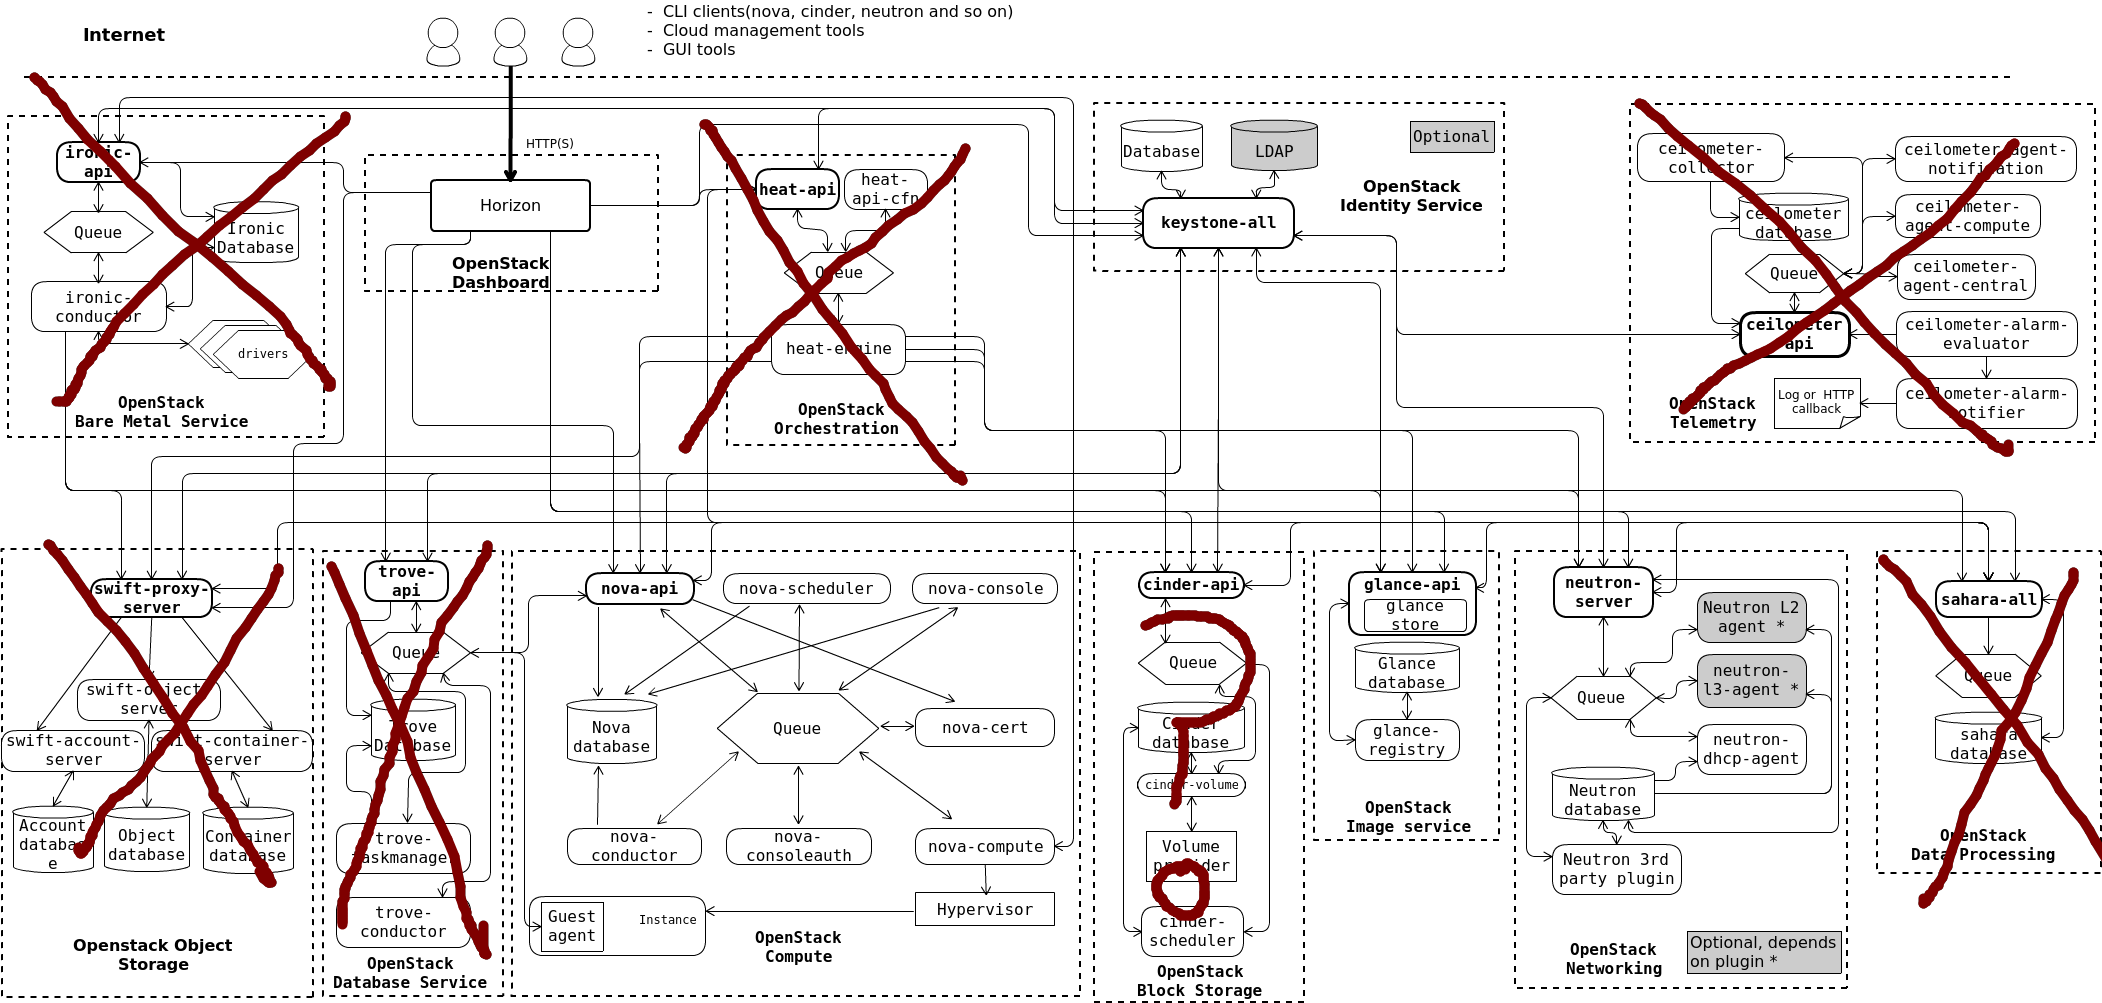 - CLI clients(nova, cinder, neutron and so on)
- Cloud management tools
- GUI tools
Internet
HTTP(S)
ironic-
api
Queue
Ironic
Database
ironic-
conductor
drivers
OpenStack
Bare Metal Service
Horizon
OpenStack
Dashboard
heat-api
heat-
api-cfn
Queue
heat-engine
OpenStack
Orchestration
Database
LDAP
Optional
OpenStack
Identity Service
keystone-all
ceilometer-
collector
ceilometer-agent-
notification
ceilometer
database
ceilometer-
agent-compute
Queue
ceilometer-
agent-central
ceilometer
api
ceilometer-alarm-
evaluator
Log or HTTP
callback
ceilometer-alarm-
notifier
OpenStack
Telemetry
swift-proxy-
server
swift-object
server
swift-account-
server
swift-container-
server
Account
databas
e
Object
database
Container
database
Openstack Object
Storage
trove-
api
Queue
Trove
Database
trove-
taskmanager
trove-
conductor
OpenStack
Database Service
nova-api
nova-scheduler
nova-console
Nova
database
Queue
nova-cert
nova-
conductor
nova-
consoleauth
nova-compute
Guest
agent
Instance
Hypervisor
OpenStack
Compute
cinder-api
Queue
Cinder
database
cinder-volume
Volume
provider
cinder-
scheduler
OpenStack
Block Storage
glance-api
glance
store
Glance
database
glance-
registry
OpenStack
Image service
neutron-
server
Neutron L2
agent *
neutron-
l3-agent *
Queue
neutron-
dhcp-agent
Neutron
database
Neutron 3rd
party plugin
OpenStack
Networking
Optional, depends
on plugin *
sahara-all
Queue
sahara
database
OpenStack
Data Processing